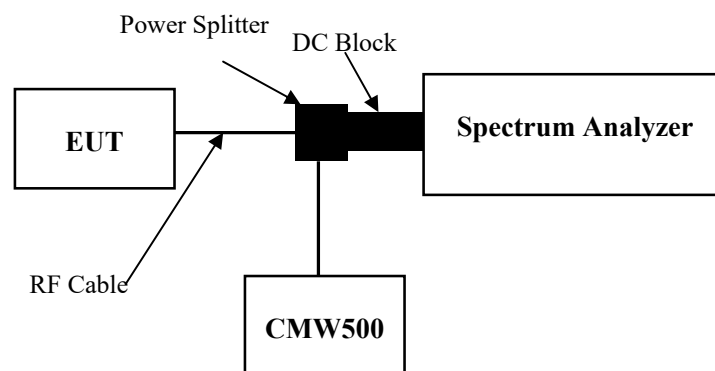 Power Splitter
DC Block
EUT
Spectrum Analyzer
RF Cable
CMW500